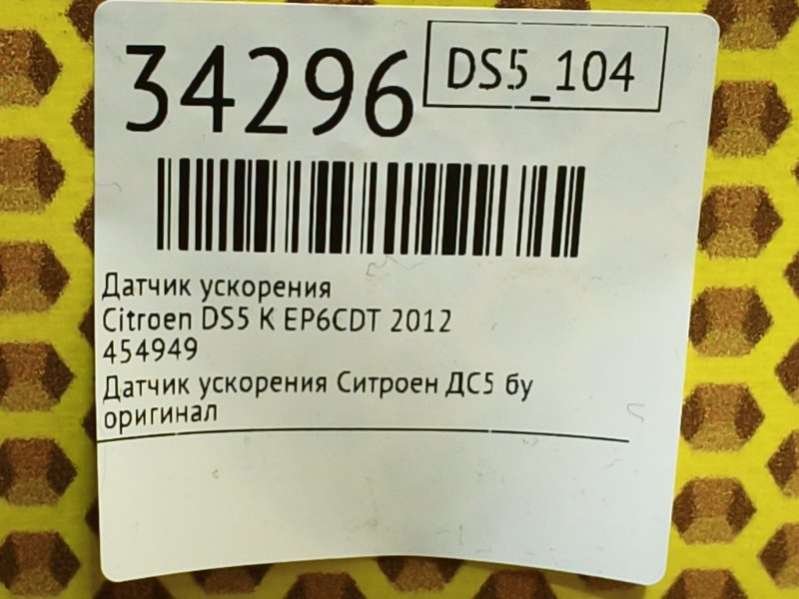 34296
DS5_104
Датчик ускорения
Citroen DS5 K EP6CDT 2012
454949
Датчик ускорения Ситроен ДС5 бу
оригинал